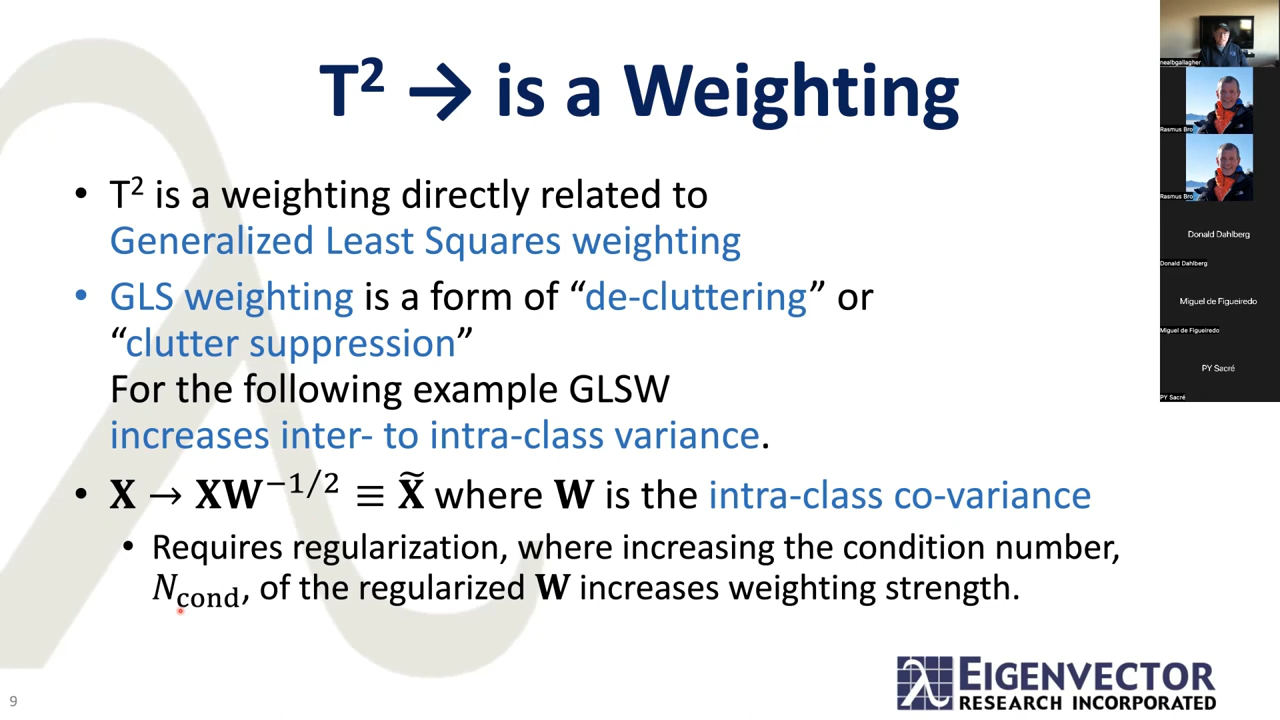 T² → is a Weighting
• T² is a weighting directly related to
Generalized Least Squares weighting
• GLS weighting is a form of “de-cluttering” or
“clutter suppression”
For the following example GLSW
increases inter- to intra-class variance.
• X → XW⁻¹/² ≡ X̃ where W is the intra-class co-variance
• Requires regularization, where increasing the condition number,
N_cond, of the regularized W increases weighting strength.
9
EIGENVECTOR
RESEARCH INCORPORATED
nealbgallagher
Rasmus Bro
Rasmus Bro
Donald Dahlberg
Donald Dahlberg
Miguel de Figueiredo
Miguel de Figueiredo
PY Sacré
PY Sacré